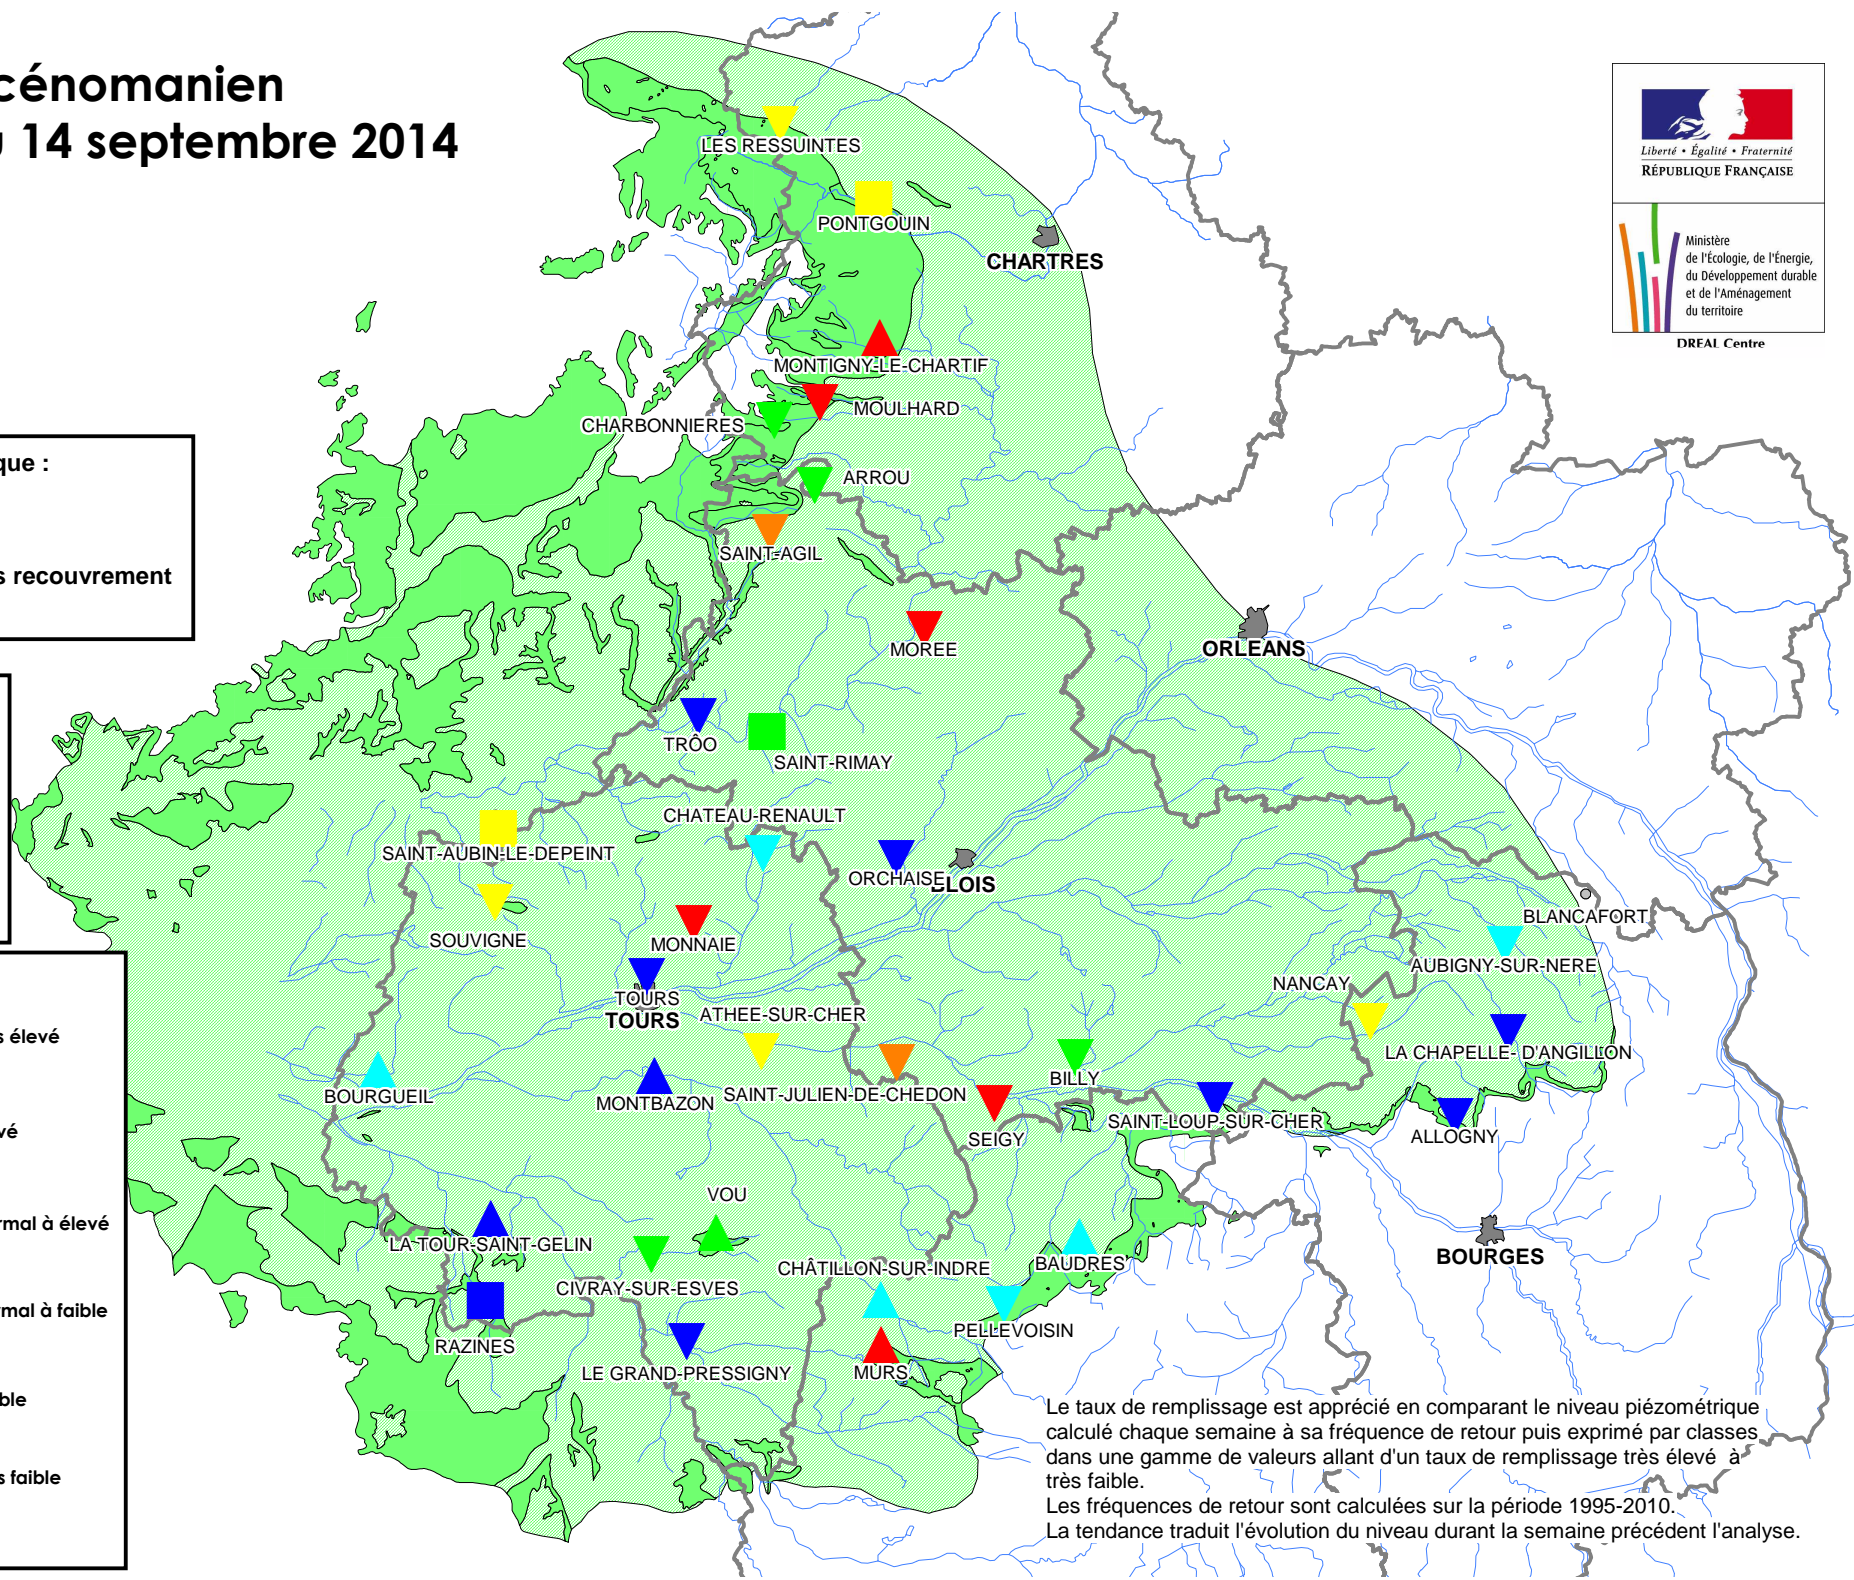 cénomanien
14 septembre 2014
Liberté • Égalité • Fraternité
RÉPUBLIQUE FRANÇAISE
Ministère
de l'Écologie, de l'Énergie,
du Développement durable
et de l'Aménagement
du territoire
DREAL Centre
LES RESSUINTES
PONTGOUIN
CHARTRES
MONTIGNY-LE-CHARTIF
MOULHARD
CHARBONNIERES
que :
ARROU
SAINT-AGIL
s recouvrement
MOREE
ORLEANS
TRÔO
SAINT-RIMAY
CHATEAU-RENAULT
SAINT-AUBIN-LE-DEPEINT
ORCHAISE
BLOIS
BLANCAFORT
SOUVIGNE
MONNAIE
AUBIGNY-SUR-NERE
NANCAY
TOURS
TOURS
ATHEE-SUR-CHER
s élevé
LA CHAPELLE- D'ANGILLON
BILLY
BOURGUEIL
MONTBAZON
SAINT-JULIEN-DE-CHEDON
SAINT-LOUP-SUR-CHER
vé
SEIGY
ALLOGNY
VOU
rmal à élevé
LA TOUR-SAINT-GELIN
BOURGES
CHÂTILLON-SUR-INDRE
BAUDRES
CIVRAY-SUR-ESVES
rmal à faible
PELLEVOISIN
RAZINES
LE GRAND-PRESSIGNY
MURS
ble
s faible
Le taux de remplissage est apprécié en comparant le niveau piézométrique
calculé chaque semaine à sa fréquence de retour puis exprimé par classes
dans une gamme de valeurs allant d'un taux de remplissage très élevé à
très faible.
Les fréquences de retour sont calculées sur la période 1995-2010.
La tendance traduit l'évolution du niveau durant la semaine précédent l'analyse.